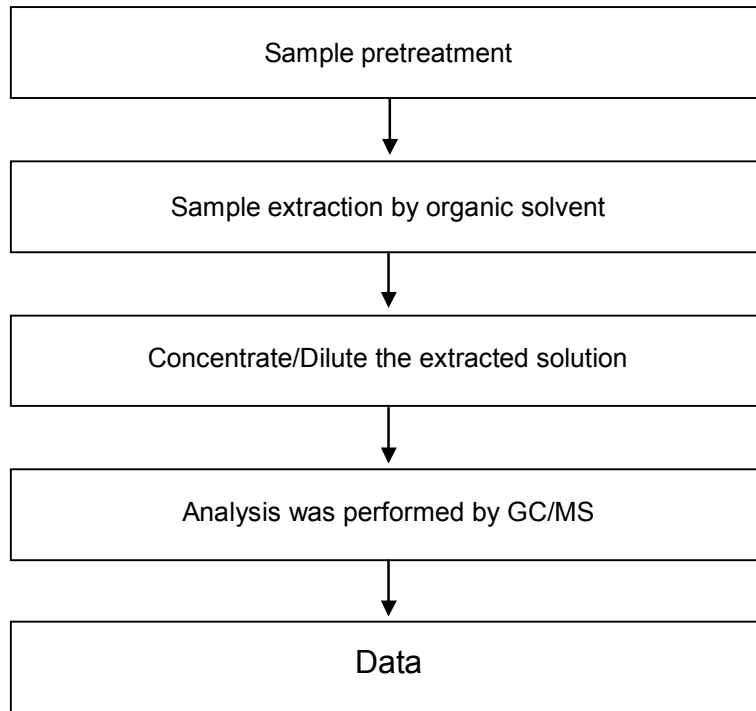 Sample pretreatment
Sample extraction by organic solvent
Concentrate/Dilute the extracted solution
Analysis was performed by GC/MS
Data